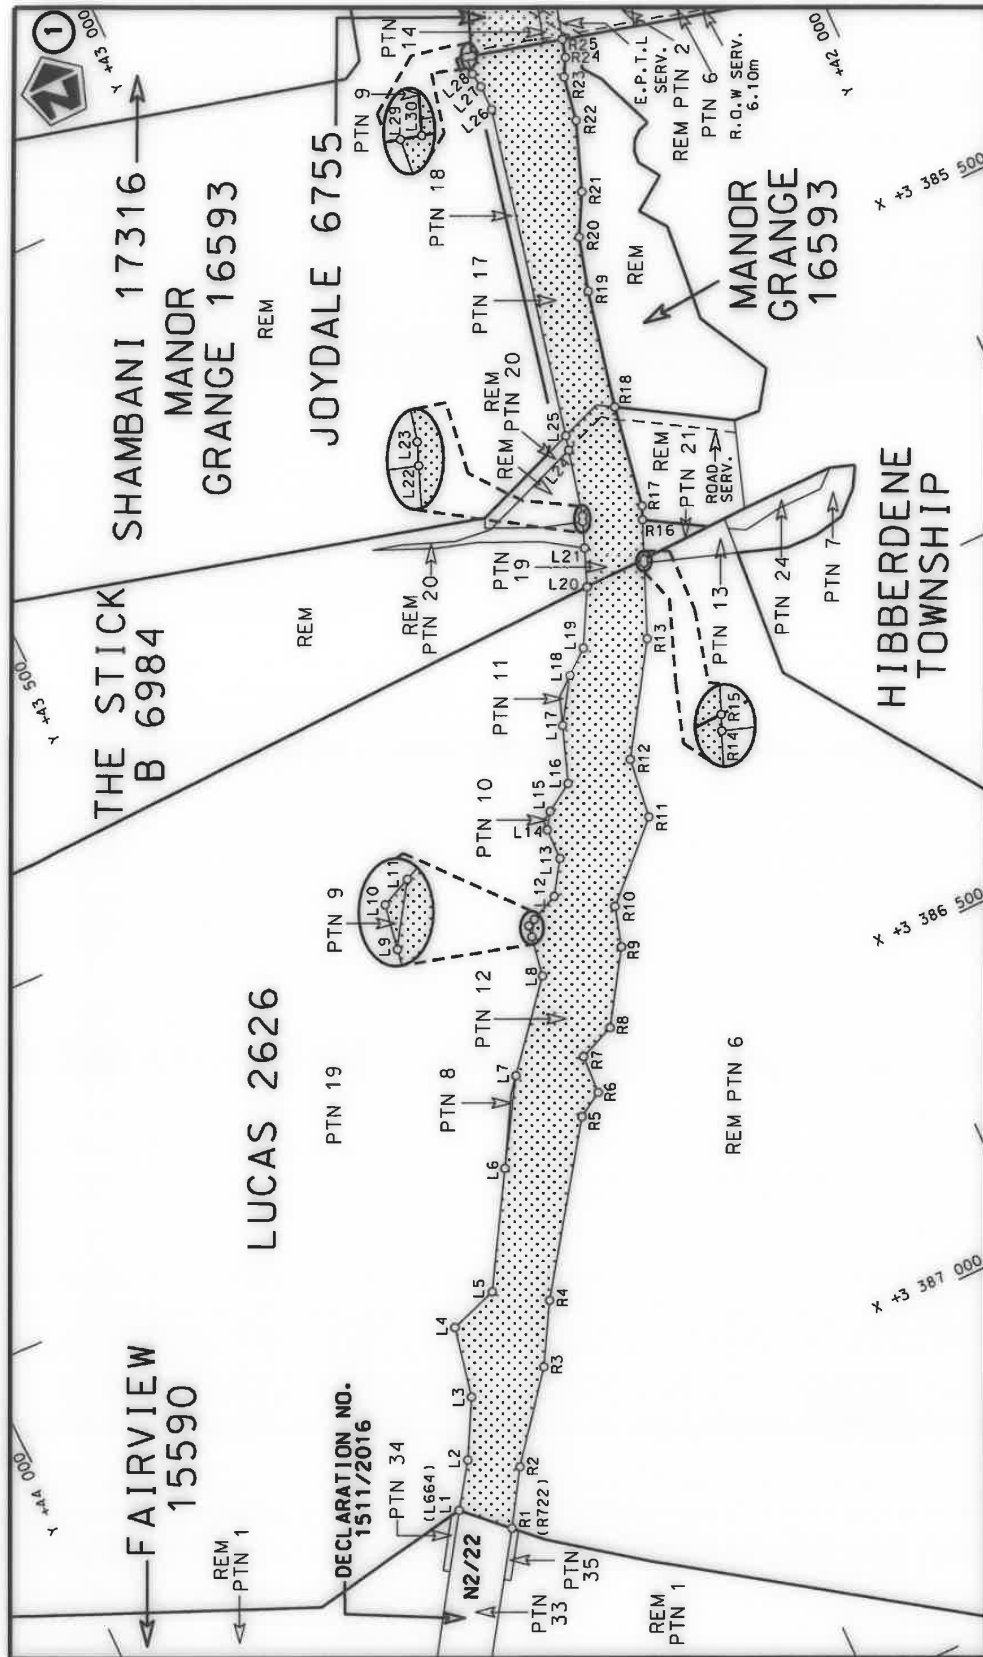 FAIRVIEW
15590
REM
PTN 1
Y +44 000
DECLARATION NO.
1511/2016
PTN 34
(L664)
L1
N2/22
PTN
33
PTN
35
REM
PTN 1
R1
(R722)
L2
L3
L4
L5
L6
L7
L8
R2
R3
R4
R5
R6
R7
R8
R9
R10
R11
R12
R13
LUCAS 2626
PTN 19
PTN 8
PTN 12
PTN 9
L9
L10
L11
L12
L13
L14
L15
L16
L17
L18
L19
L20
L21
PTN 10
PTN 11
REM PTN 6
X +3 387 000
X +3 386 500
THE STICK
B 6984
Y +43 500
REM
REM
PTN 20
PTN
19
L22
L23
L24
L25
REM PTN 20
REM
PTN 20
R14
R15
R16
R17
R18
REM
PTN 21
ROAD
SERV.
PTN 13
PTN 24
PTN 7
HIBBERDENE
TOWNSHIP
SHAMBANI 17316
MANOR
GRANGE 16593
REM
JOYDALE 6755
PTN 17
PTN 18
PTN 9
L29
L30
L26
L27
L28
PTN
14
R19
R20
R21
R22
R23
R24
R25
REM
MANOR
GRANGE
16593
E.P.T.L
SERV.
REM PTN 2
PTN 6
R.O.W SERV.
6.10m
X +3 385 500
Y +43 000
Y +42 000
1
N